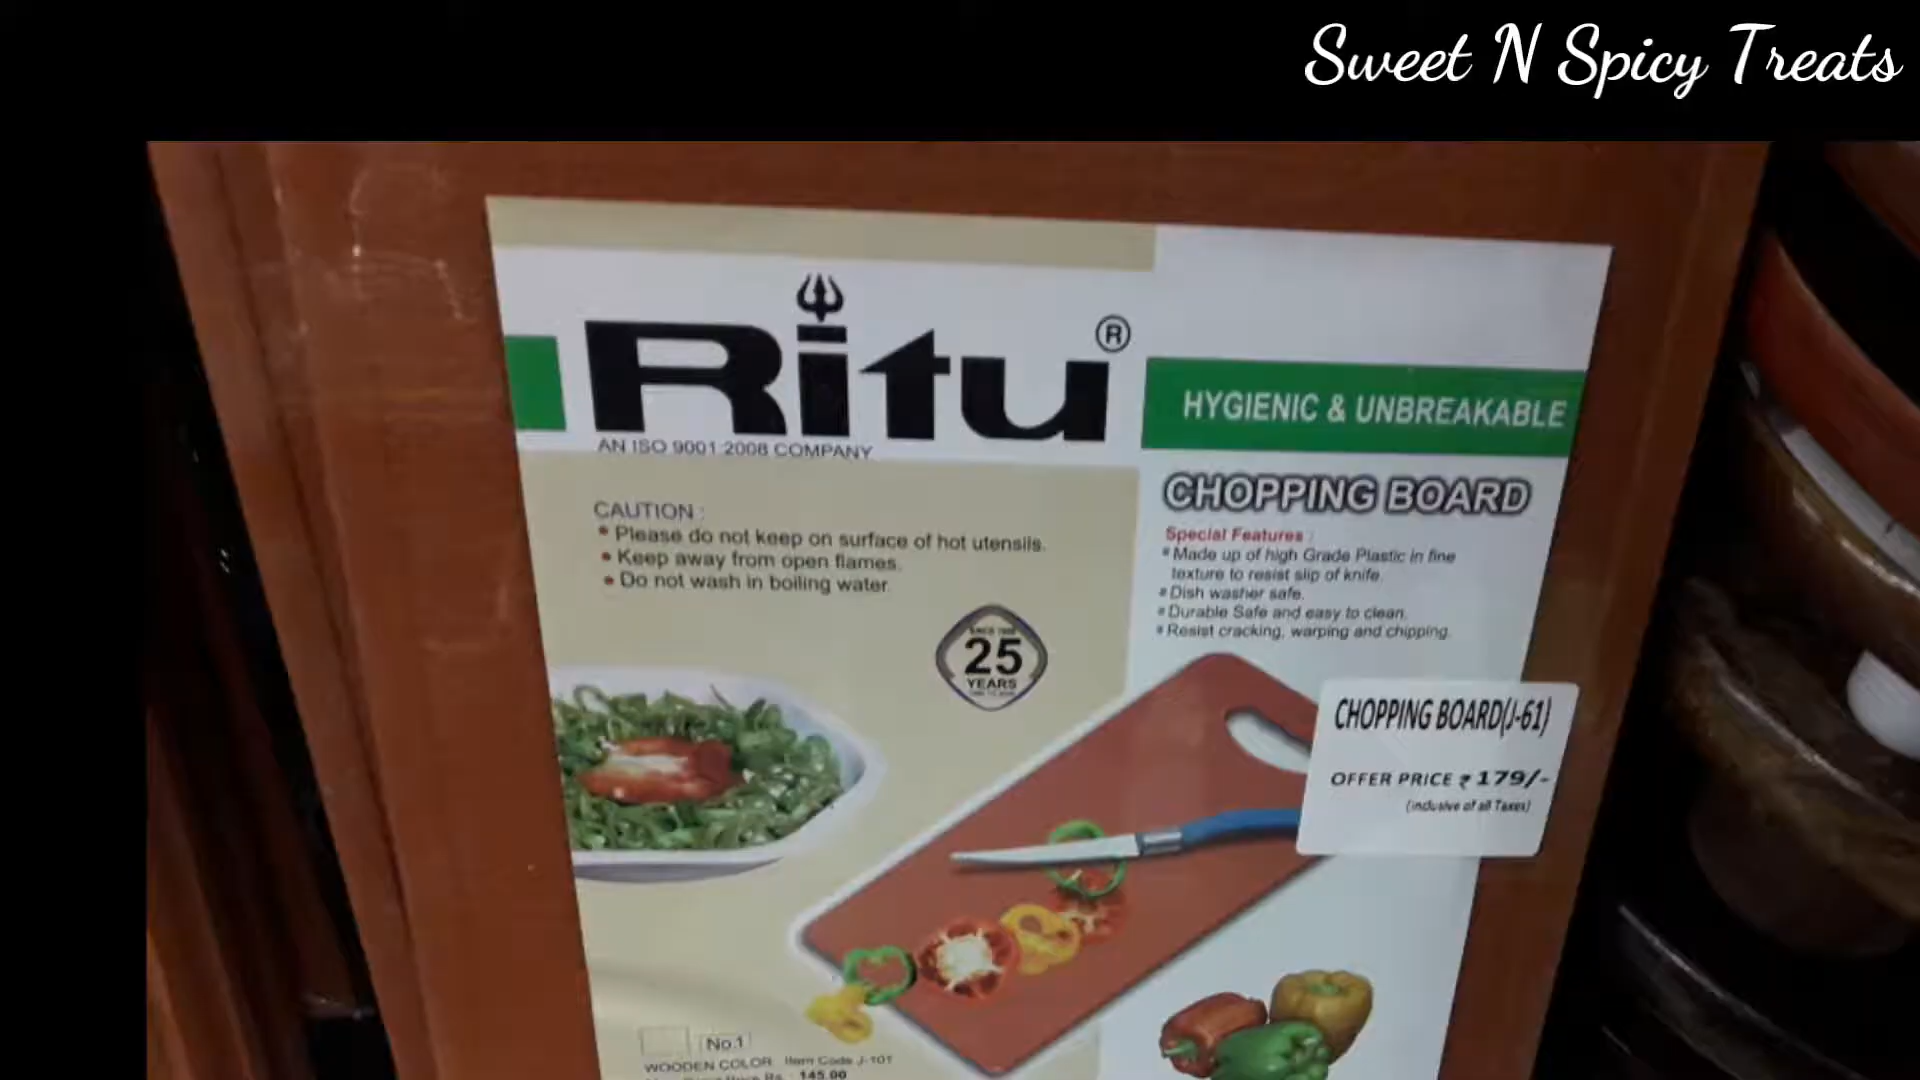 Sweet N Spicy Treats
Ritu®
AN ISO 9001:2008 COMPANY
HYGIENIC & UNBREAKABLE
CAUTION :
• Please do not keep on surface of hot utensils.
• Keep away from open flames.
• Do not wash in boiling water.
25
YEARS
CHOPPING BOARD
Special Features :
Made up of high Grade Plastic in fine
texture to resist slip of knife.
Dish washer safe.
Durable Safe and easy to clean.
Resist cracking, warping and chipping.
CHOPPING BOARD(J-61)
OFFER PRICE ₹ 179/-
(inclusive of all Taxes)
No.1
WOODEN COLOR Item Code J-101
Rs. 145.00